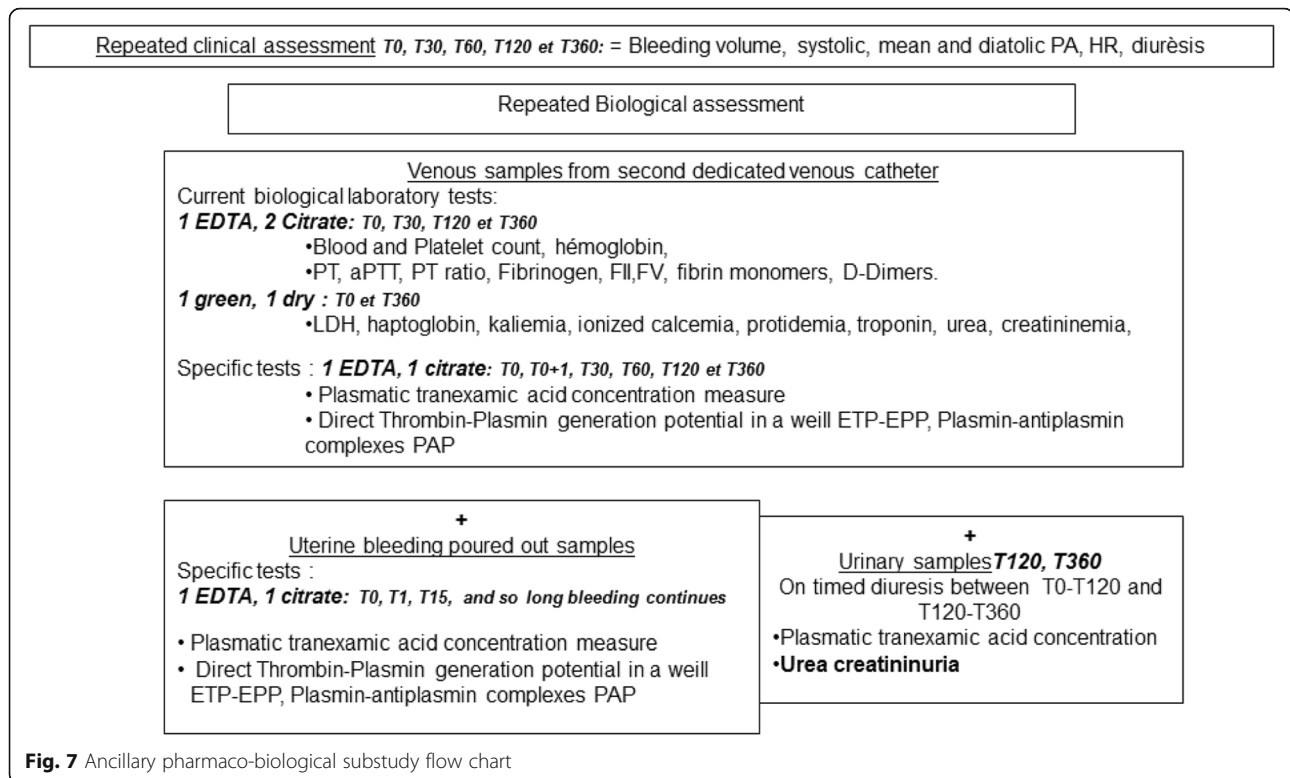 Repeated clinical assessment T0, T30, T60, T120 et T360: = Bleeding volume, systolic, mean and diatolic PA, HR, diurèsis
Repeated Biological assessment
Venous samples from second dedicated venous catheter
Current biological laboratory tests:
1 EDTA, 2 Citrate: T0, T30, T120 et T360
•Blood and Platelet count, hémoglobin,
•PT, aPTT, PT ratio, Fibrinogen, FII,FV, fibrin monomers, D-Dimers.
1 green, 1 dry : T0 et T360
•LDH, haptoglobin, kaliemia, ionized calcemia, protidemia, troponin, urea, creatininemia,
Specific tests : 1 EDTA, 1 citrate: T0, T0+1, T30, T60, T120 et T360
• Plasmatic tranexamic acid concentration measure
• Direct Thrombin-Plasmin generation potential in a weill ETP-EPP, Plasmin-antiplasmin
complexes PAP
+
Uterine bleeding poured out samples
Specific tests :
1 EDTA, 1 citrate: T0, T1, T15, and so long bleeding continues
• Plasmatic tranexamic acid concentration measure
• Direct Thrombin-Plasmin generation potential in a weill
ETP-EPP, Plasmin-antiplasmin complexes PAP
+
Urinary samples T120, T360
On timed diuresis between T0-T120 and
T120-T360
•Plasmatic tranexamic acid concentration
•Urea creatininuria
Fig. 7 Ancillary pharmaco-biological substudy flow chart